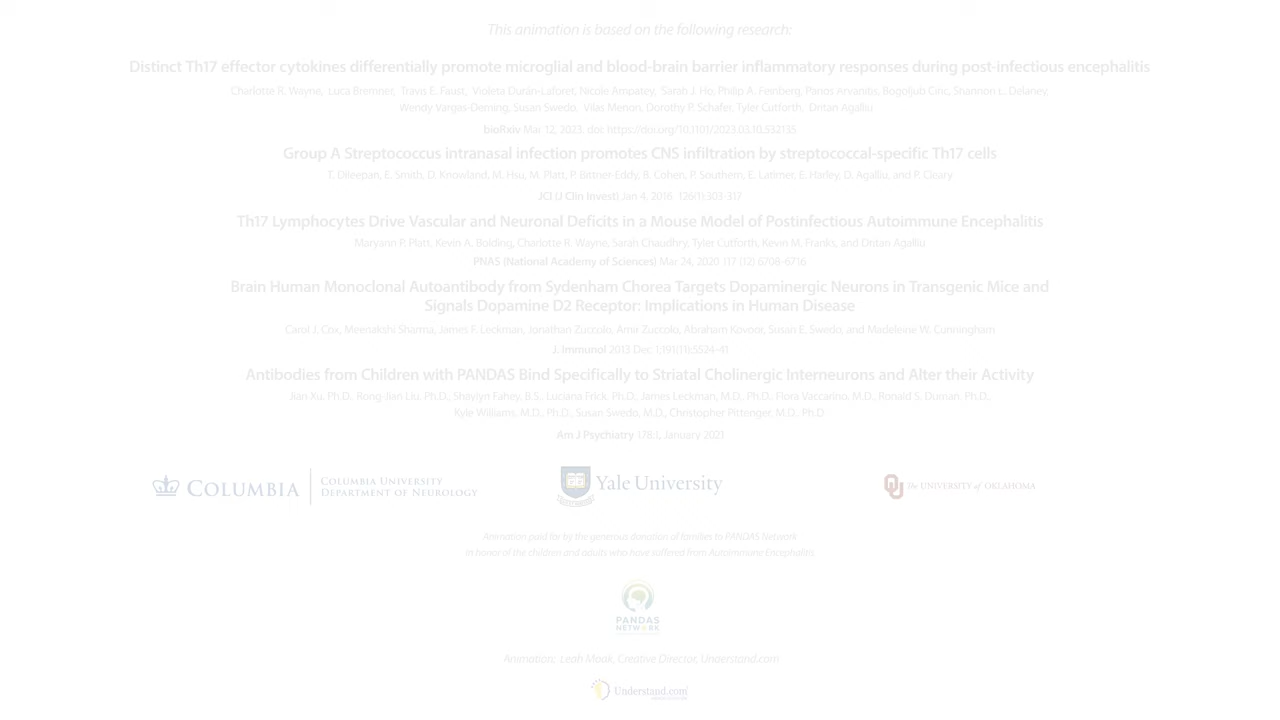 This animation is based on the following research:
Distinct Th17 effector cytokines differentially promote microglial and blood-brain barrier inflammatory responses during post-infectious encephalitis
Charlotte R. Wayne, Luca Bremner, Travis E. Faust, Violeta Durán-Laforet, Nicole Ampatey, Sarah J. Ho, Philip A. Feinberg, Panos Arvanitis, Bogoljub Ciric, Shannon L. Delaney,
Wendy Vargas-Deming, Susan Swedo, Vilas Menon, Dorothy P. Schafer, Tyler Cutforth, Dritan Agalliu
bioRxiv Mar 12, 2023, doi: https://doi.org/10.1101/2023.03.10.532135
Group A Streptococcus intranasal infection promotes CNS infiltration by streptococcal-specific Th17 cells
T. Dileepan, E. Smith, D. Knowland, M. Hsu, M. Platt, P. Bittner-Eddy, B. Cohen, P. Southern, E. Latimer, E. Harley, D. Agalliu, and P. Cleary
JCI (J Clin Invest) Jan 4, 2016 126(1):303-317
Th17 Lymphocytes Drive Vascular and Neuronal Deficits in a Mouse Model of Postinfectious Autoimmune Encephalitis
Maryann P. Platt, Kevin A. Bolding, Charlotte R. Wayne, Sarah Chaudhry, Tyler Cutforth, Kevin M. Franks, and Dritan Agalliu
PNAS (National Academy of Sciences) Mar 24, 2020 117 (12) 6708-6716
Brain Human Monoclonal Autoantibody from Sydenham Chorea Targets Dopaminergic Neurons in Transgenic Mice and
Signals Dopamine D2 Receptor: Implications in Human Disease
Carol J. Cox, Meenakshi Sharma, James F. Leckman, Jonathan Zuccolo, Amir Zuccolo, Abraham Kovoor, Susan E. Swedo, and Madeleine W. Cunningham
J. Immunol 2013 Dec 1;191(11):5524-41
Antibodies from Children with PANDAS Bind Specifically to Striatal Cholinergic Interneurons and Alter their Activity
Jian Xu, Ph.D., Rong-Jian Liu, Ph.D., Shaylyn Fahey, B.S., Luciana Frick, Ph.D., James Leckman, M.D., Ph.D., Flora Vaccarino, M.D., Ronald S. Duman, Ph.D.,
Kyle Williams, M.D., Ph.D., Susan Swedo, M.D., Christopher Pittenger, M.D., Ph.D
Am J Psychiatry 178:1, January 2021
COLUMBIA
COLUMBIA UNIVERSITY
DEPARTMENT OF NEUROLOGY
Yale University
The UNIVERSITY of OKLAHOMA
Animation paid for by the generous donation of families to PANDAS Network
in honor of the children and adults who have suffered from Autoimmune Encephalitis
PANDAS
NETWORK
Animation: Leah Moak, Creative Director, Understand.com
Understand.com